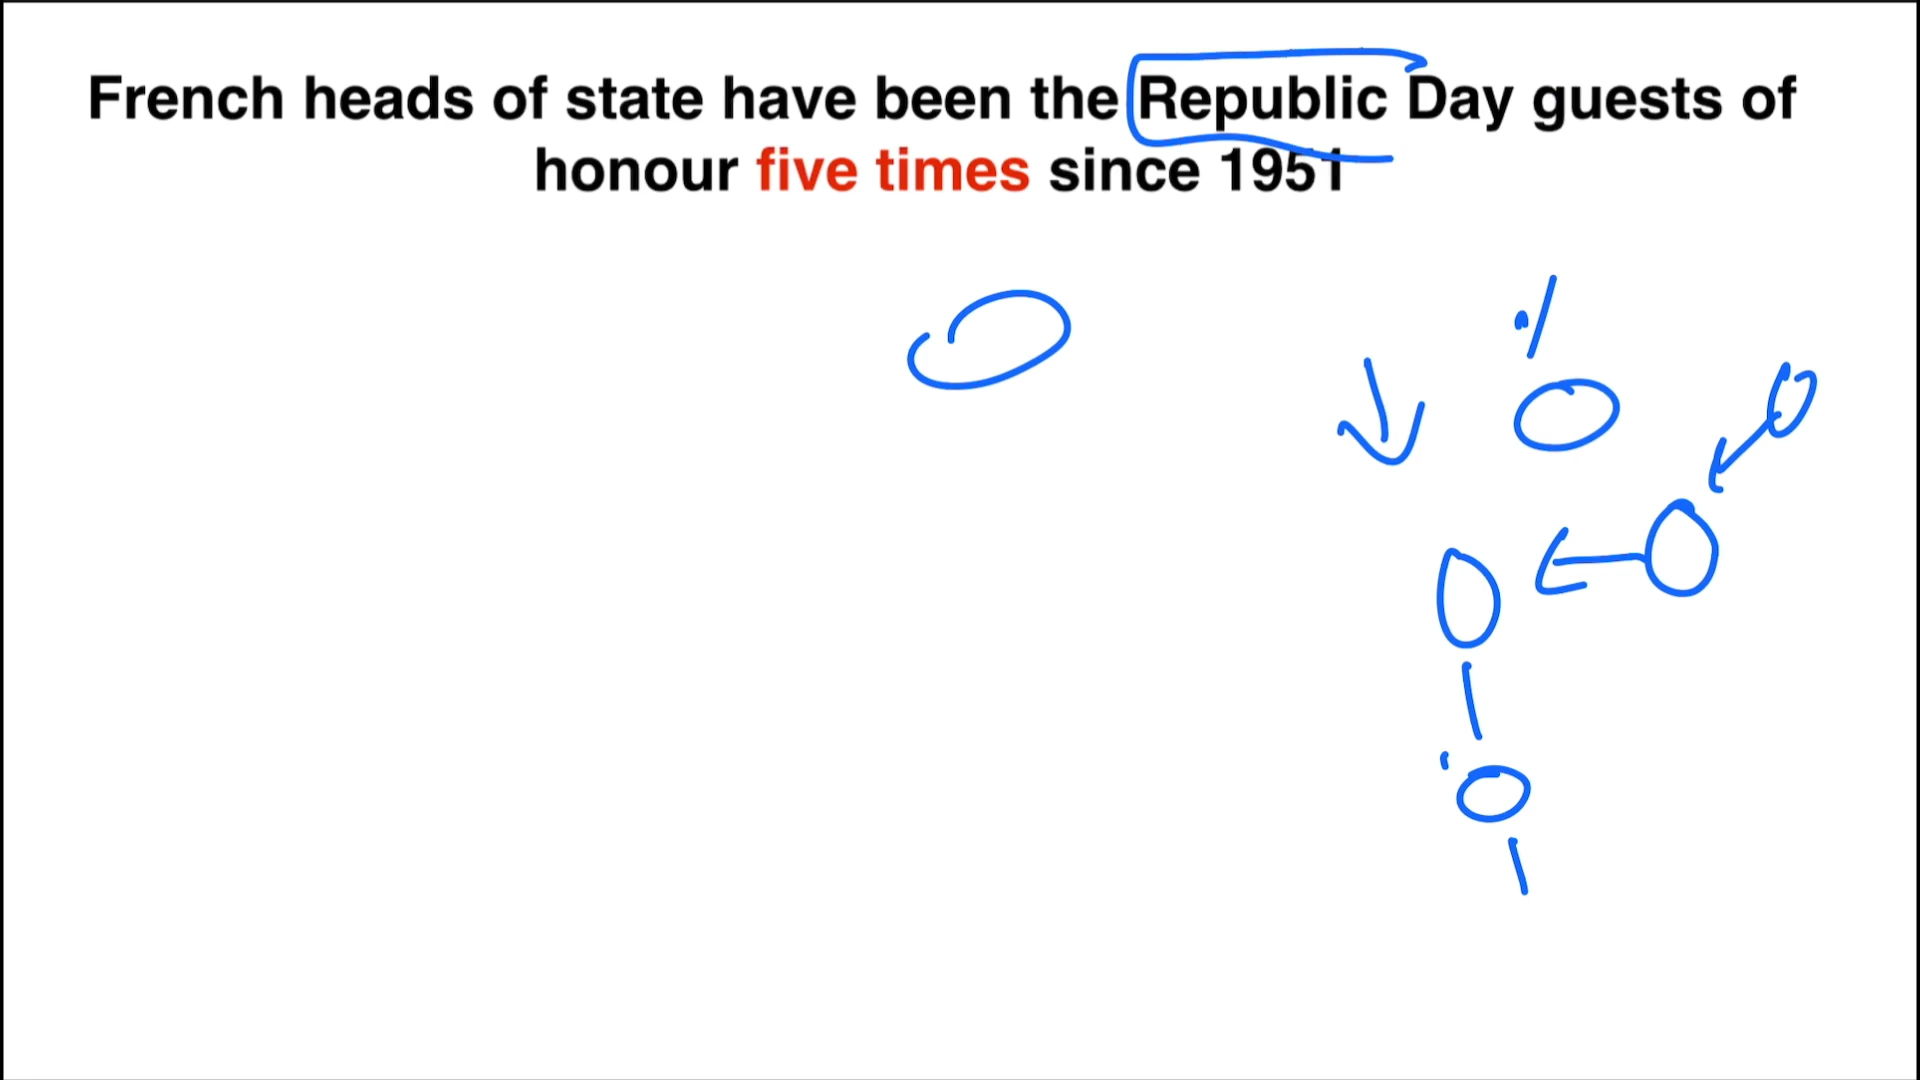 French heads of state have been the Republic Day guests of
honour five times since 1951